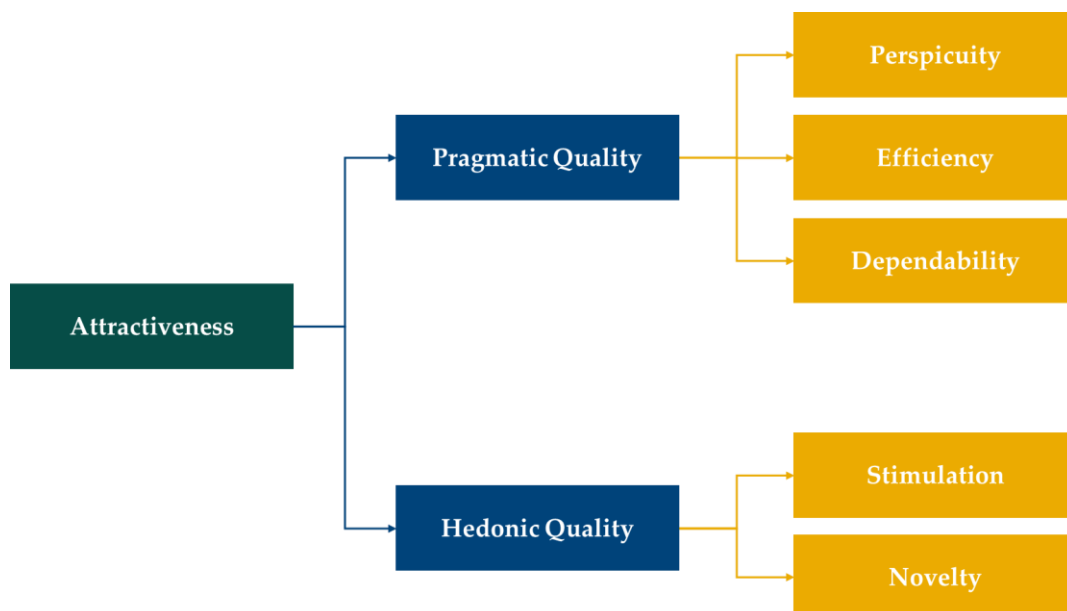 Attractiveness
Pragmatic Quality
Perspicuity
Efficiency
Dependability
Hedonic Quality
Stimulation
Novelty